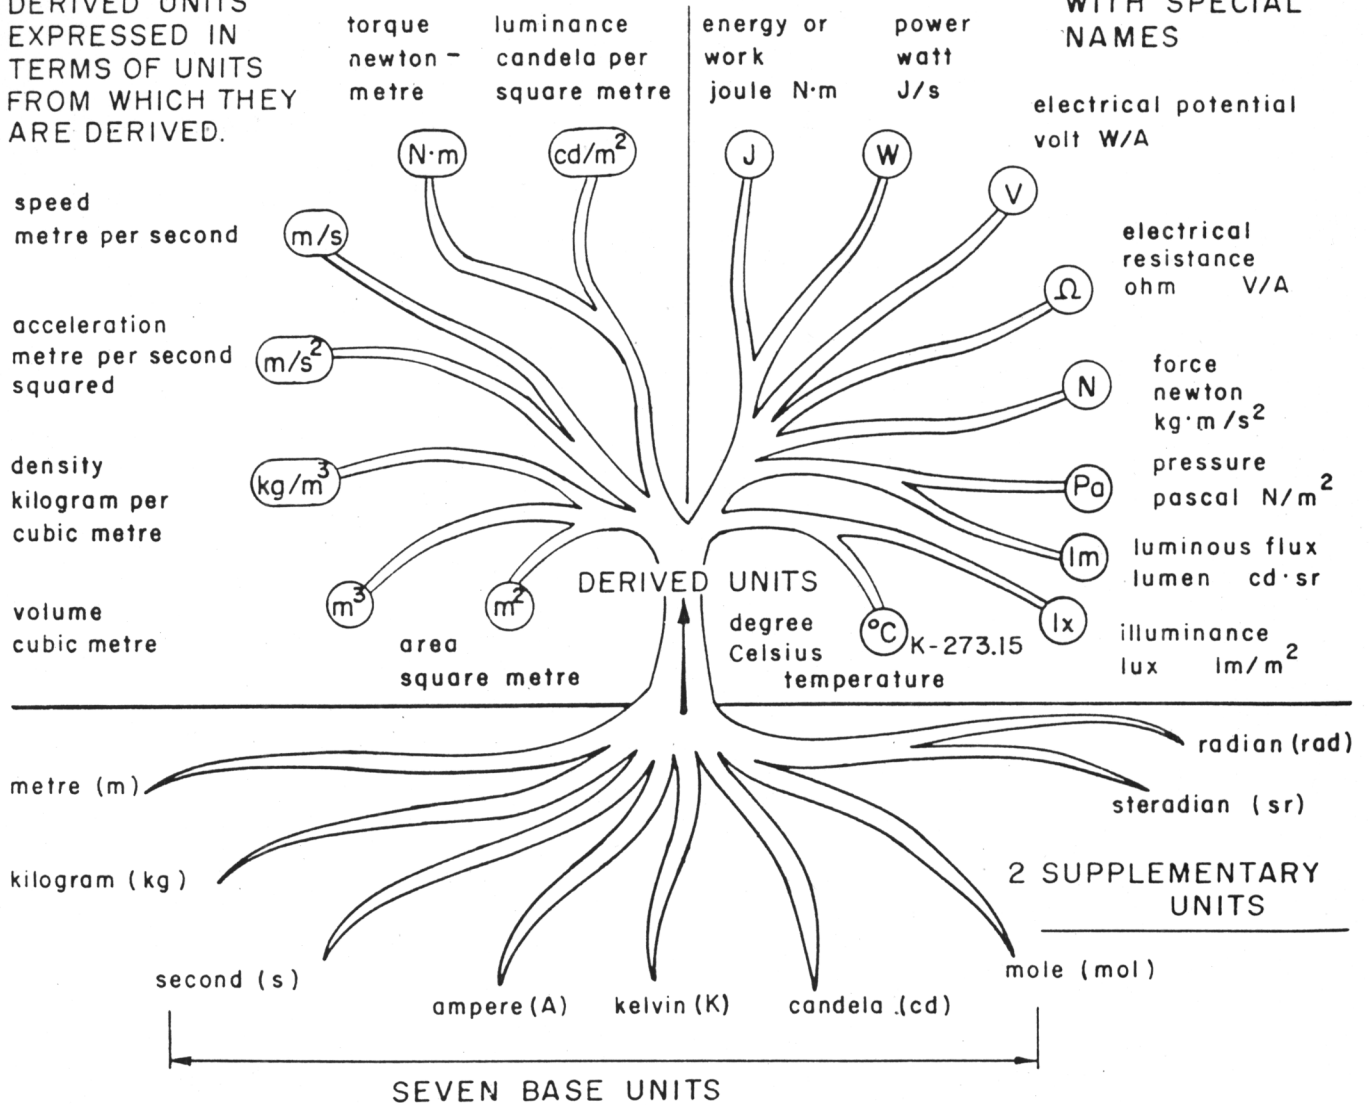 DERIVED UNITS
EXPRESSED IN
TERMS OF UNITS
FROM WHICH THEY
ARE DERIVED.
torque
newton-
metre
luminance
candela per
square metre
energy or
work
joule N·m
power
watt
J/s
WITH SPECIAL
NAMES
electrical potential
volt W/A
N·m
cd/m²
J
W
V
speed
metre per second
m/s
electrical
resistance
ohm V/A
Ω
acceleration
metre per second
squared
m/s²
N
force
newton
kg·m/s²
density
kilogram per
cubic metre
kg/m³
Pa
pressure
pascal N/m²
lm
luminous flux
lumen cd·sr
DERIVED UNITS
volume
cubic metre
m³
m²
area
square metre
degree
Celsius
temperature
°C K-273.15
lx
illuminance
lux lm/m²
metre (m)
radian (rad)
steradian (sr)
kilogram (kg)
2 SUPPLEMENTARY
UNITS
second (s)
ampere (A)
kelvin (K)
candela .(cd)
mole (mol)
SEVEN BASE UNITS